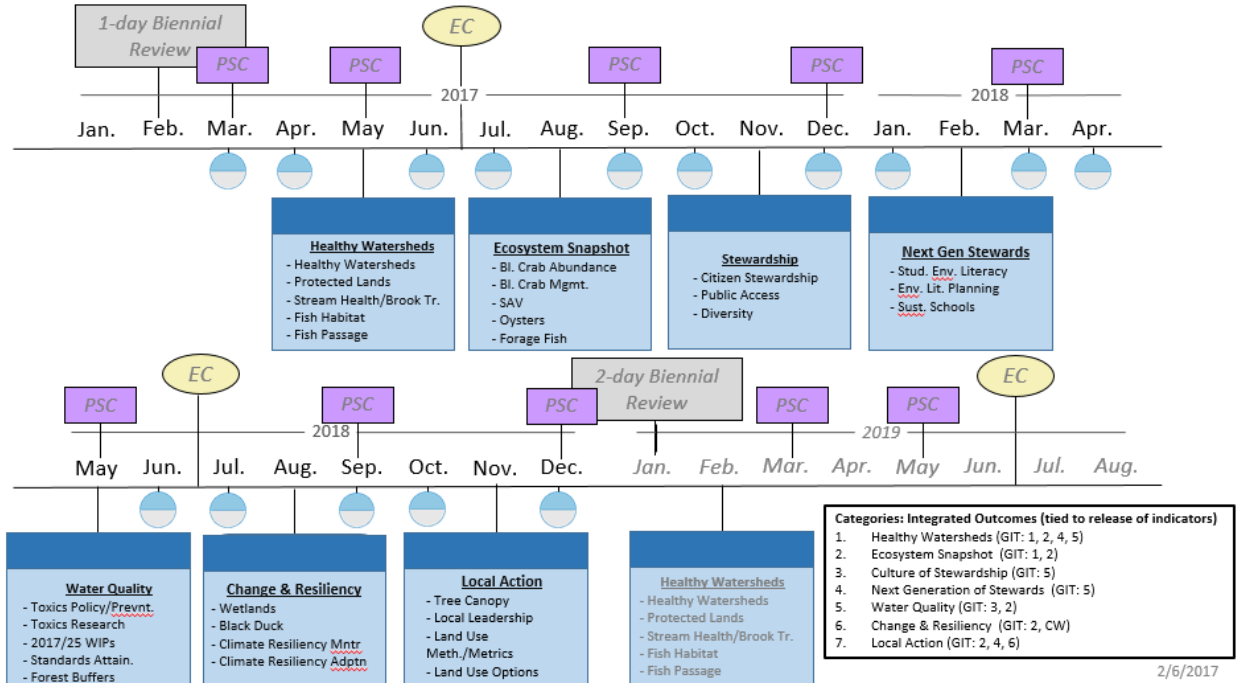 1-day Biennial
Review
EC
PSC
PSC
PSC
PSC
PSC
2017
2018
Jan. Feb. Mar. Apr. May Jun. Jul. Aug. Sep. Oct. Nov. Dec. Jan. Feb. Mar. Apr.
Healthy Watersheds
- Healthy Watersheds
- Protected Lands
- Stream Health/Brook Tr.
- Fish Habitat
- Fish Passage
Ecosystem Snapshot
- Bl. Crab Abundance
- Bl. Crab Mgmt.
- SAV
- Oysters
- Forage Fish
Stewardship
- Citizen Stewardship
- Public Access
- Diversity
Next Gen Stewards
- Stud. Env. Literacy
- Env. Lit. Planning
- Sust. Schools
EC
2-day Biennial
Review
EC
PSC
PSC
PSC
PSC
PSC
2018
2019
May Jun. Jul. Aug. Sep. Oct. Nov. Dec. Jan. Feb. Mar. Apr. May Jun. Jul. Aug.
Water Quality
- Toxics Policy/Prevnt.
- Toxics Research
- 2017/25 WIPs
- Standards Attain.
- Forest Buffers
Change & Resiliency
- Wetlands
- Black Duck
- Climate Resiliency Mntr
- Climate Resiliency Adptn
Local Action
- Tree Canopy
- Local Leadership
- Land Use
Meth./Metrics
- Land Use Options
Healthy Watersheds
- Healthy Watersheds
- Protected Lands
- Stream Health/Brook Tr.
- Fish Habitat
- Fish Passage
Categories: Integrated Outcomes (tied to release of indicators)
1. Healthy Watersheds (GIT: 1, 2, 4, 5)
2. Ecosystem Snapshot (GIT: 1, 2)
3. Culture of Stewardship (GIT: 5)
4. Next Generation of Stewards (GIT: 5)
5. Water Quality (GIT: 3, 2)
6. Change & Resiliency (GIT: 2, CW)
7. Local Action (GIT: 2, 4, 6)
2/6/2017